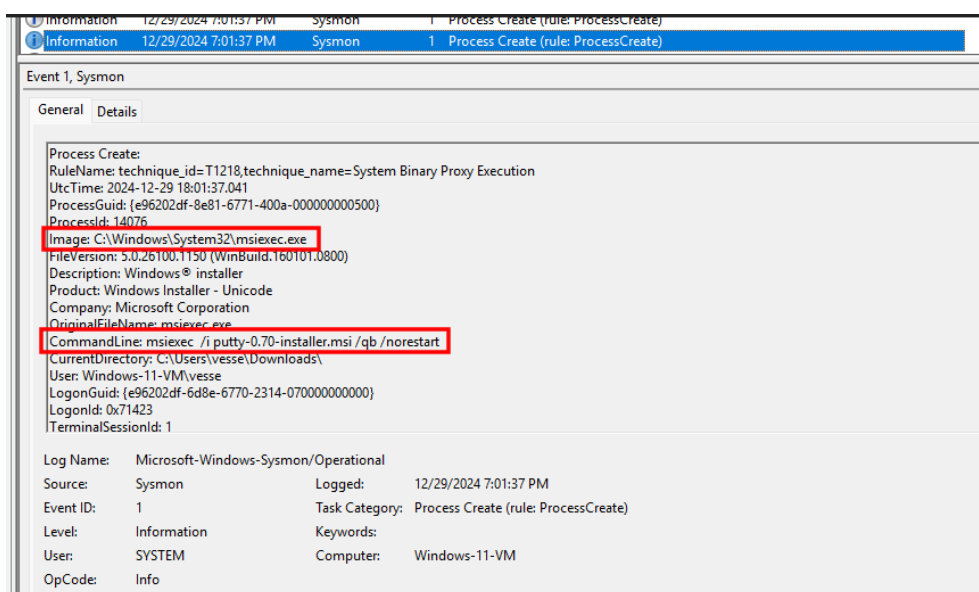 Information 12/29/2024 7:01:37 PM Sysmon 1 Process Create (rule: ProcessCreate)
Information 12/29/2024 7:01:37 PM Sysmon 1 Process Create (rule: ProcessCreate)
Event 1, Sysmon
General Details
Process Create:
RuleName: technique_id=T1218,technique_name=System Binary Proxy Execution
UtcTime: 2024-12-29 18:01:37.041
ProcessGuid: {e96202df-8e81-6771-400a-000000000500}
ProcessId: 14076
Image: C:\Windows\System32\msiexec.exe
FileVersion: 5.0.26100.1150 (WinBuild.160101.0800)
Description: Windows® installer
Product: Windows Installer - Unicode
Company: Microsoft Corporation
OriginalFileName: msiexec.exe
CommandLine: msiexec /i putty-0.70-installer.msi /qb /norestart
CurrentDirectory: C:\Users\vesse\Downloads\
User: Windows-11-VM\vesse
LogonGuid: {e96202df-6d8e-6770-2314-070000000000}
LogonId: 0x71423
TerminalSessionId: 1
Log Name: Microsoft-Windows-Sysmon/Operational
Source: Sysmon Logged: 12/29/2024 7:01:37 PM
Event ID: 1 Task Category: Process Create (rule: ProcessCreate)
Level: Information Keywords:
User: SYSTEM Computer: Windows-11-VM
OpCode: Info